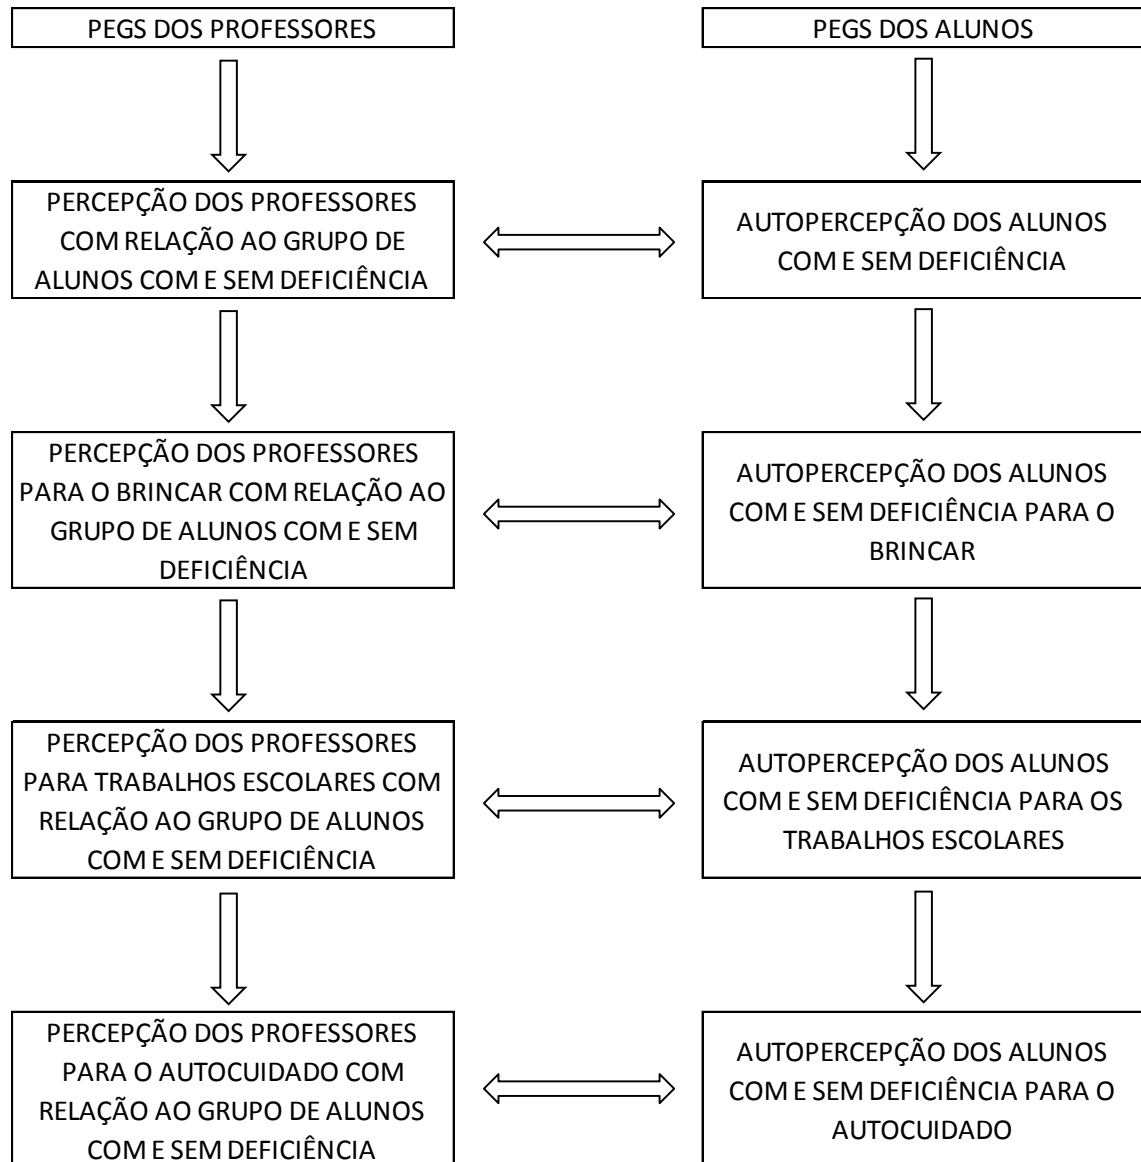 PEGS DOS PROFESSORES
PEGS DOS ALUNOS
PERCEPÇÃO DOS PROFESSORES
COM RELAÇÃO AO GRUPO DE
ALUNOS COM E SEM DEFICIÊNCIA
AUTOPERCEPÇÃO DOS ALUNOS
COM E SEM DEFICIÊNCIA
PERCEPÇÃO DOS PROFESSORES
PARA O BRINCAR COM RELAÇÃO AO
GRUPO DE ALUNOS COM E SEM
DEFICIÊNCIA
AUTOPERCEPÇÃO DOS ALUNOS
COM E SEM DEFICIÊNCIA PARA O
BRINCAR
PERCEPÇÃO DOS PROFESSORES
PARA TRABALHOS ESCOLARES COM
RELAÇÃO AO GRUPO DE ALUNOS
COM E SEM DEFICIÊNCIA
AUTOPERCEPÇÃO DOS ALUNOS
COM E SEM DEFICIÊNCIA PARA OS
TRABALHOS ESCOLARES
PERCEPÇÃO DOS PROFESSORES
PARA O AUTOCUIDADO COM
RELAÇÃO AO GRUPO DE ALUNOS
COM E SEM DEFICIÊNCIA
AUTOPERCEPÇÃO DOS ALUNOS
COM E SEM DEFICIÊNCIA PARA O
AUTOCUIDADO